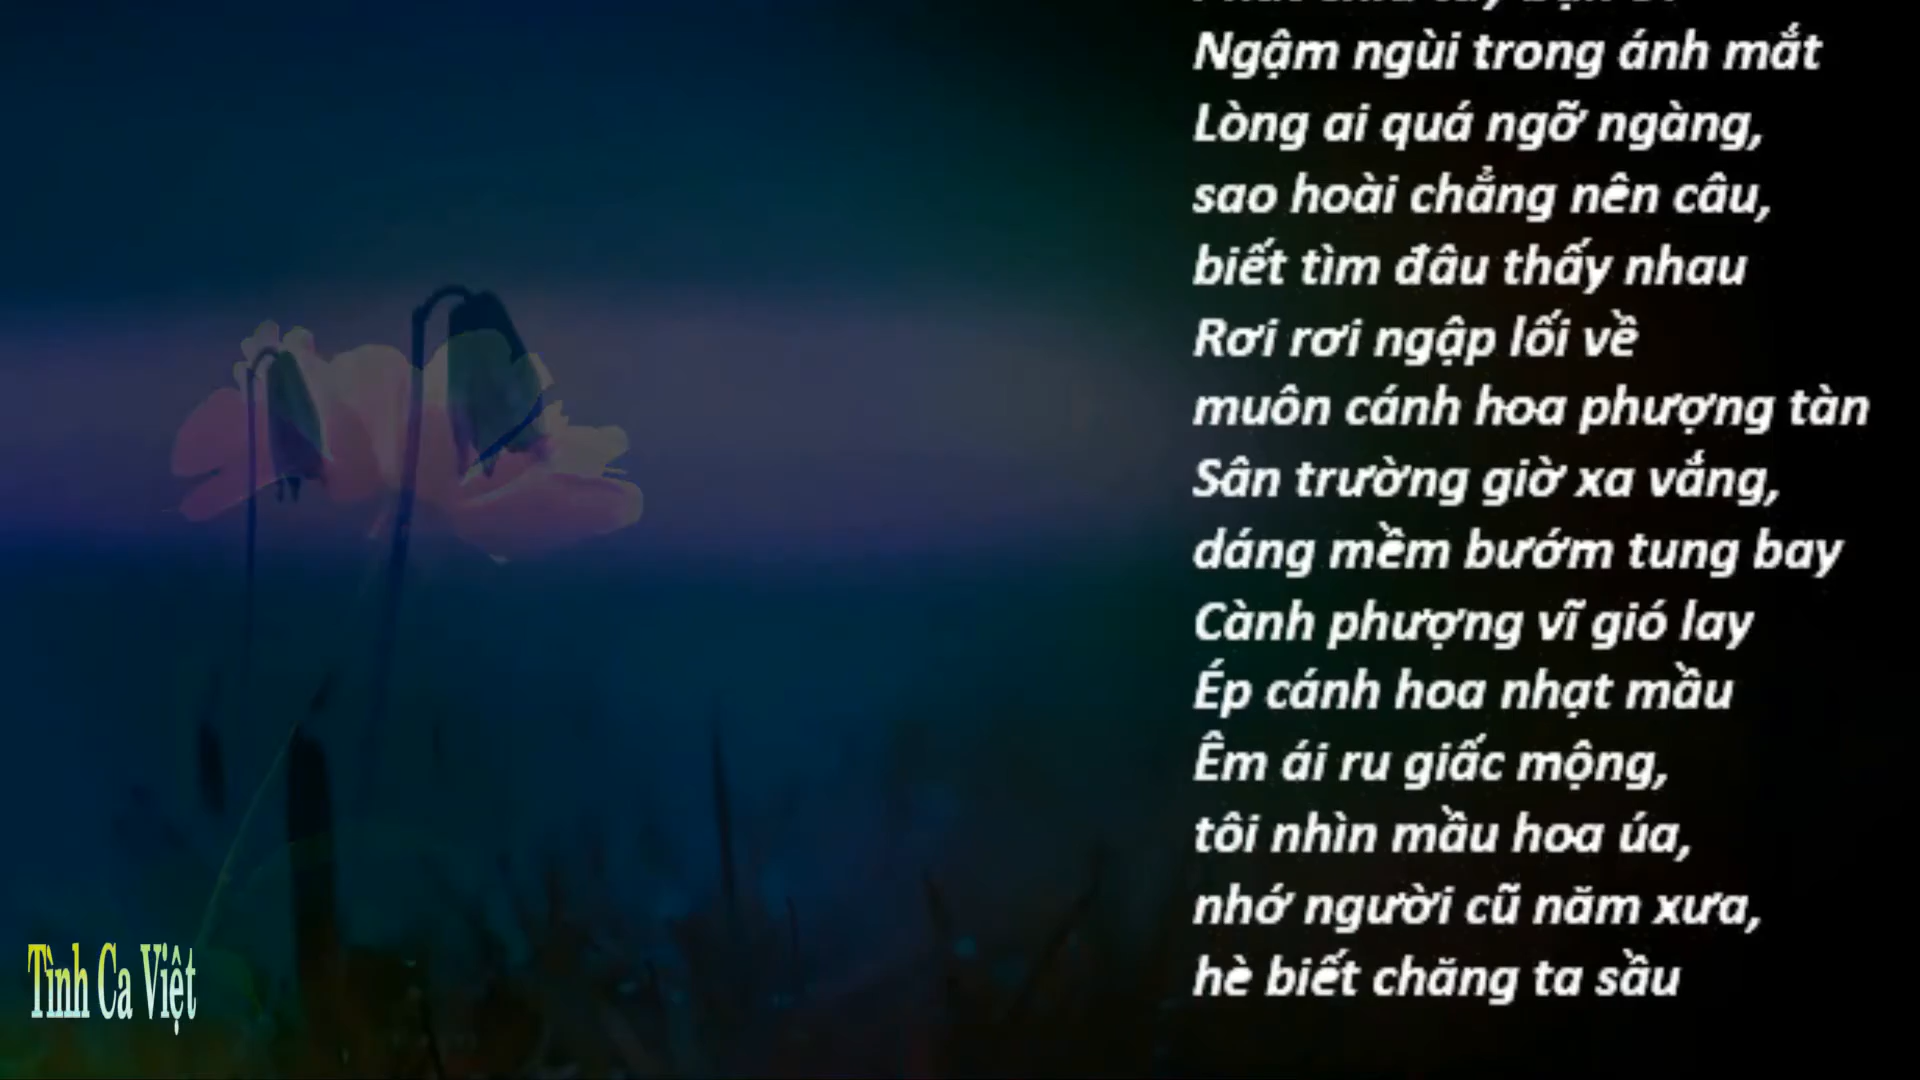 Ngậm ngùi trong ánh mắt
Lòng ai quá ngỡ ngàng,
sao hoài chẳng nên câu,
biết tìm đâu thấy nhau
Rơi rơi ngập lối về
muôn cánh hoa phượng tàn
Sân trường giờ xa vắng,
dáng mềm bướm tung bay
Cành phượng vĩ gió lay
Ép cánh hoa nhạt mầu
Êm ái ru giấc mộng,
tôi nhìn mầu hoa úa,
nhớ người cũ năm xưa,
hè biết chăng ta sầu
Tình Ca Việt